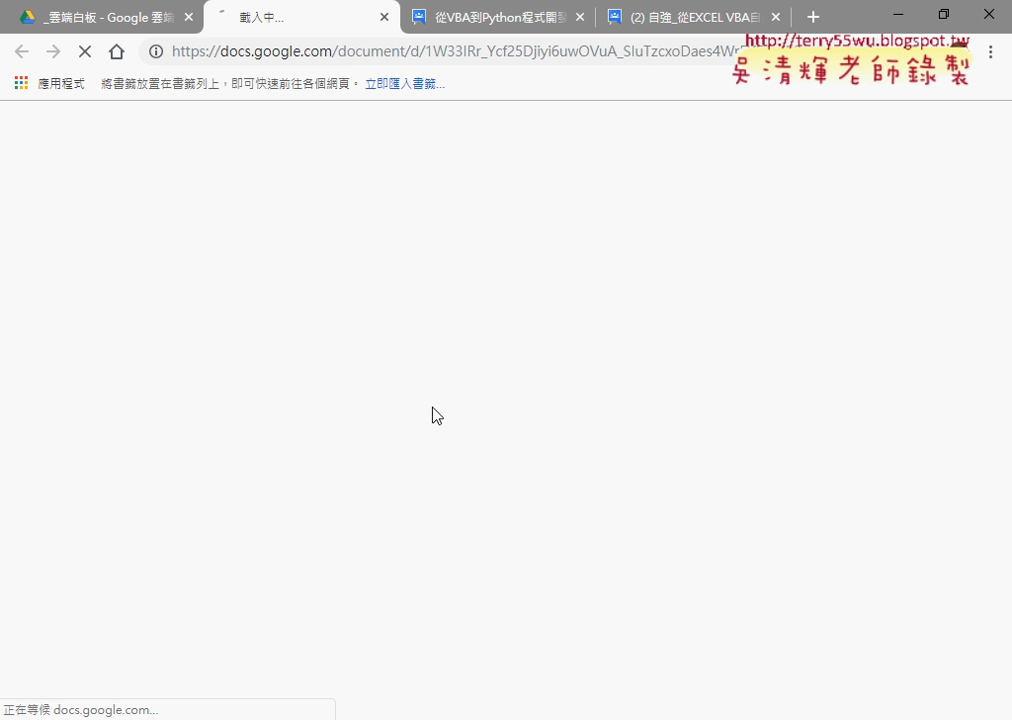 _雲端白板 - Google 雲端
載入中...
從VBA到Python程式開發
(2) 自強_從EXCEL VBA自
https://docs.google.com/document/d/1W33IRr_Ycf25Djiyi6uwOVuA_SluTzcxoDaes4Wr
http://terry55wu.blogspot.tw
吳清輝老師錄製
應用程式
將書籤放置在書籤列上，即可快速前往各個網頁。
立即匯入書籤...
正在等候 docs.google.com...